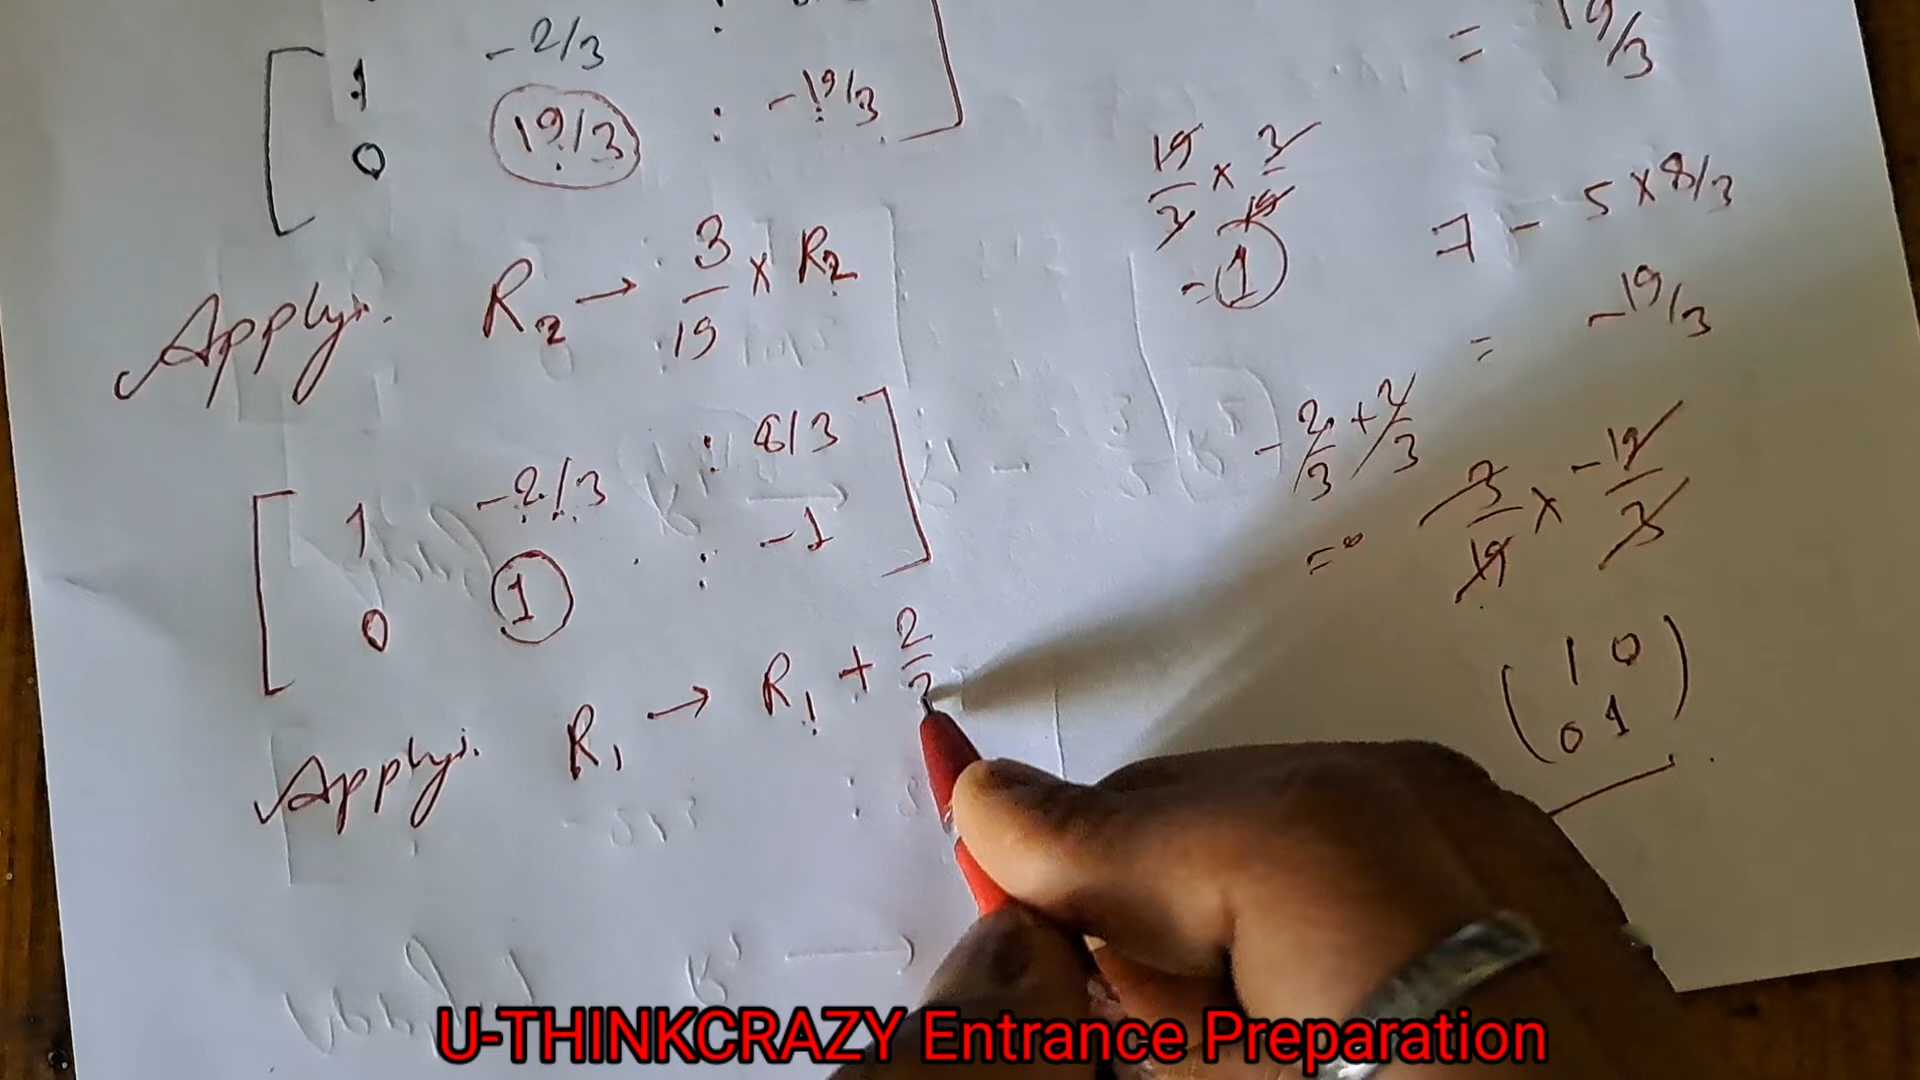 1 -2/3 :
0 19/3 : -19/3
Apply:. R2 → 3/19 x R2
1 -2/3 : 8/3
0 1 : -1
Apply:. R1 → R1 + 2/
= 19/3
19/3 x 3/19
= 1
7 - 5 x 8/3
= -19/3
-2/3 + 2/3
= 0
3/19 x -19/3
1 0
0 1
U-THINKCRAZY Entrance Preparation